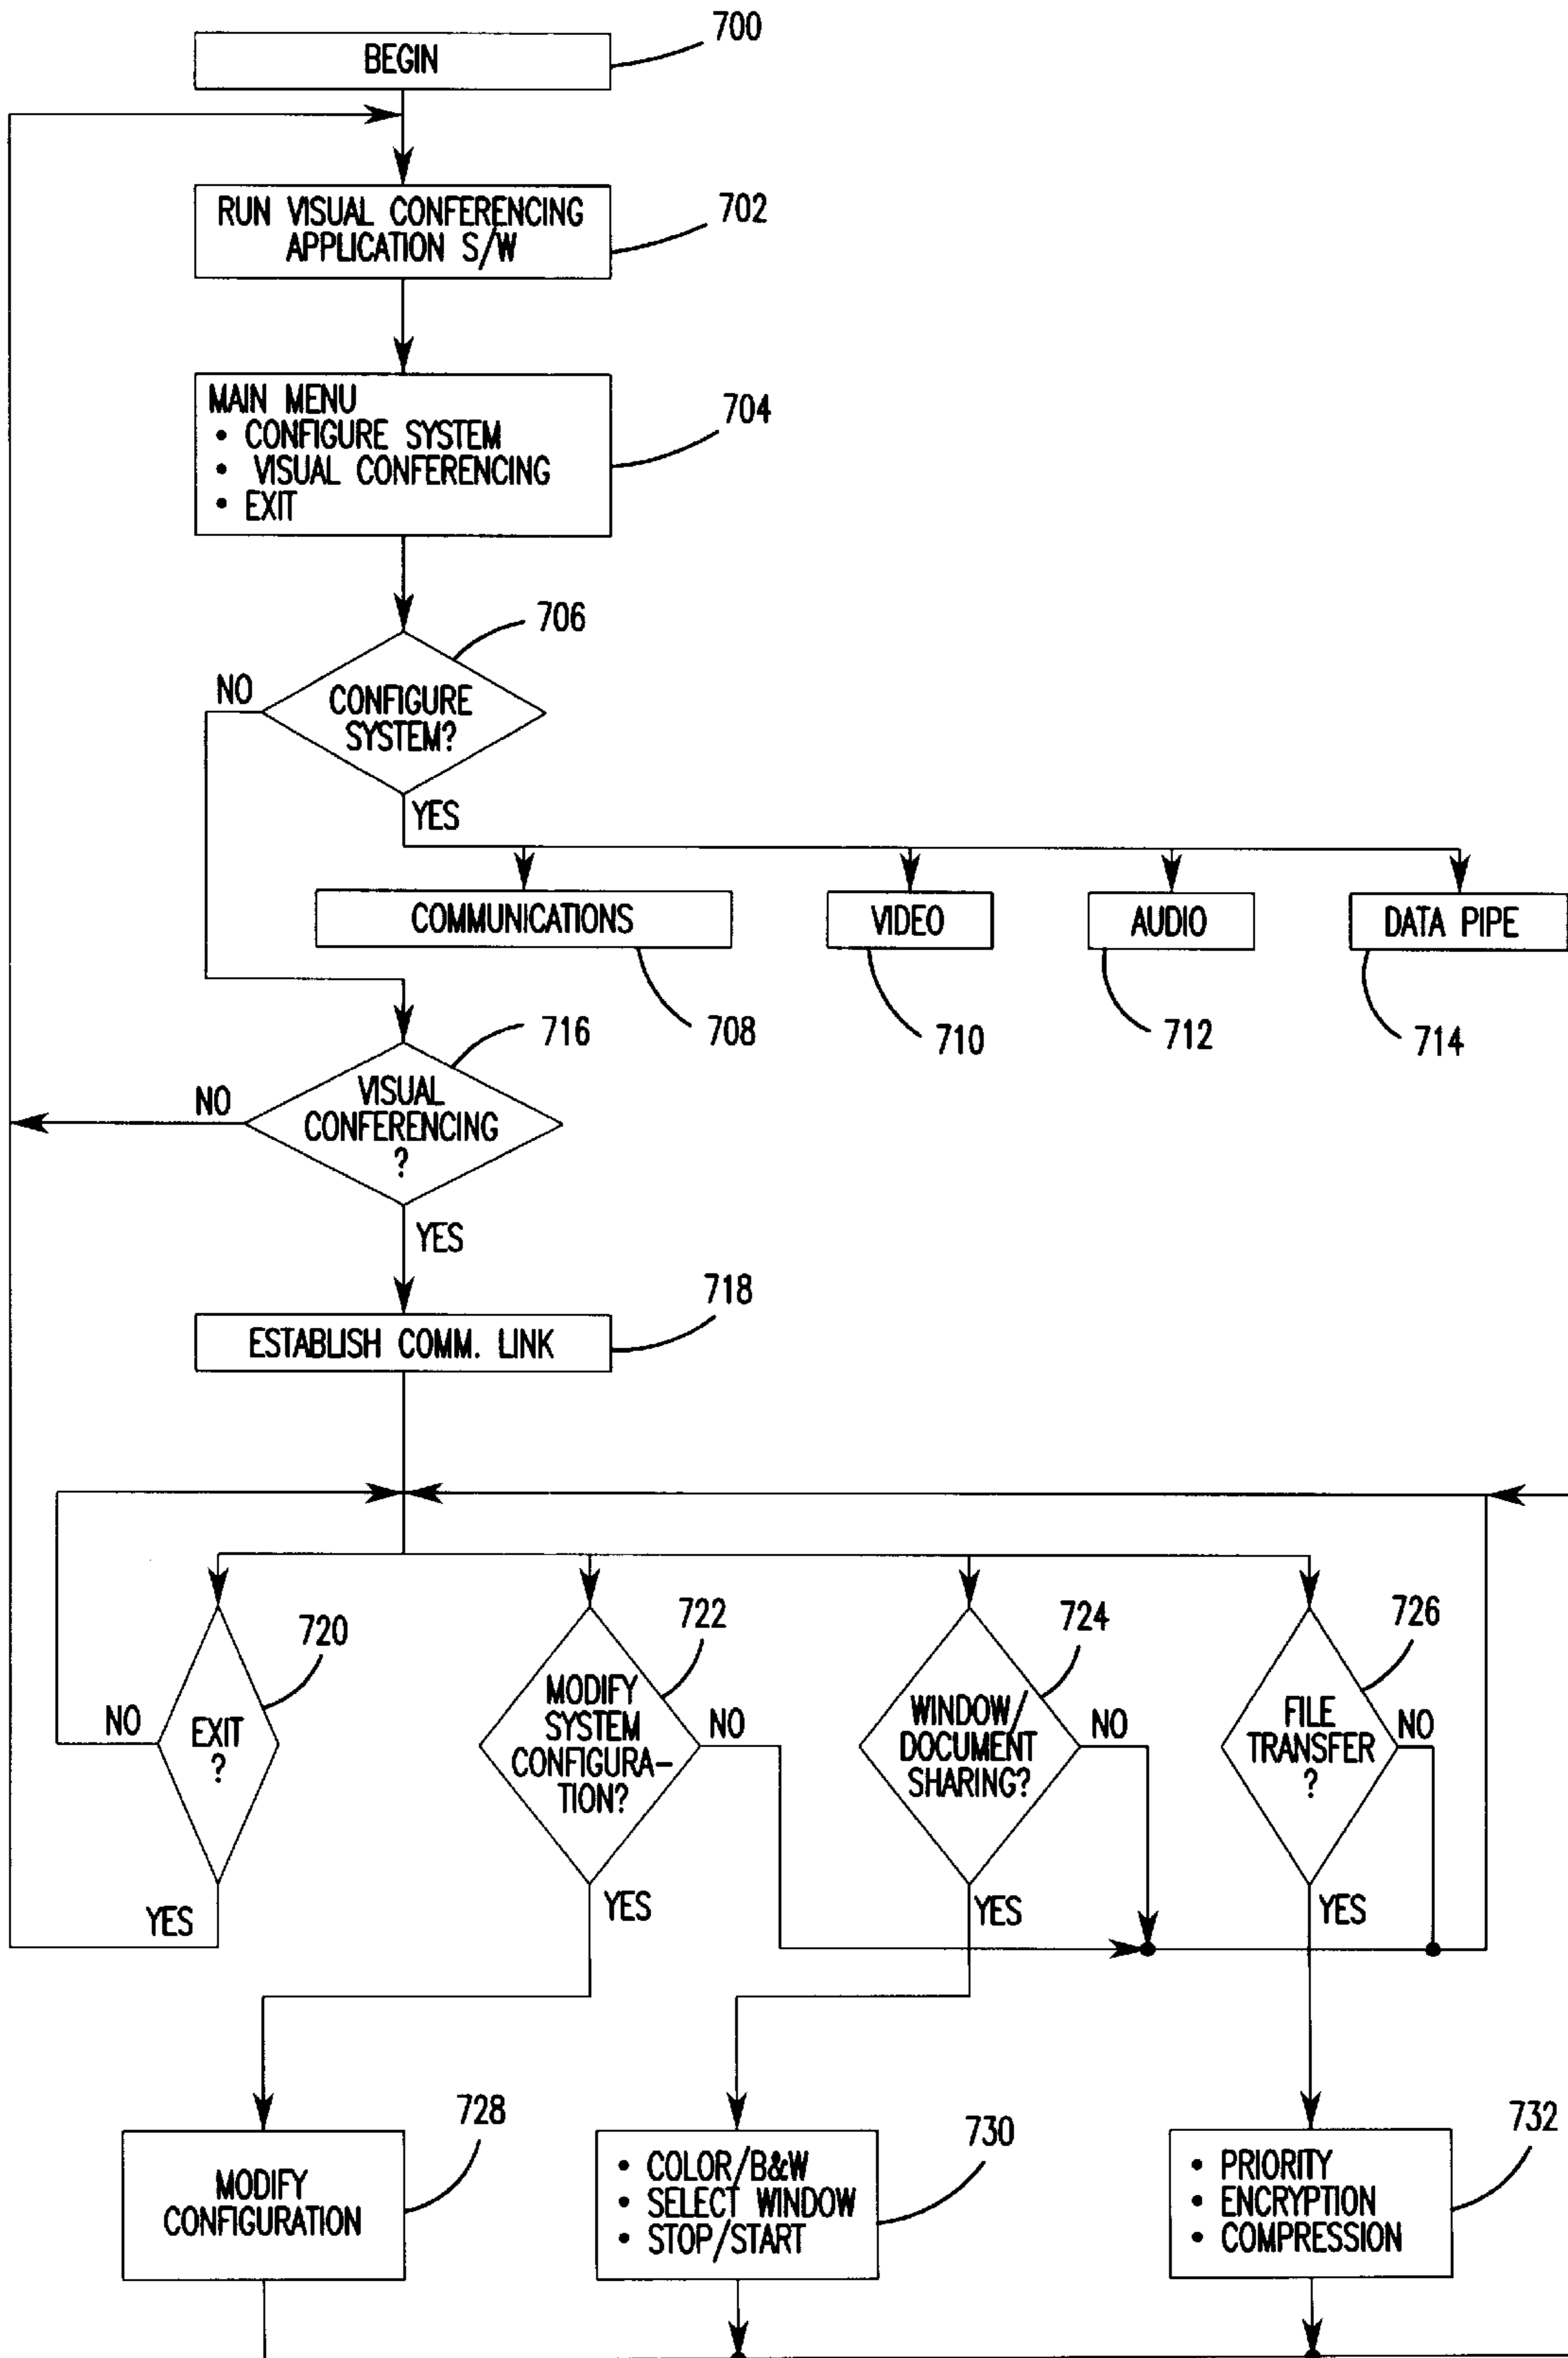 700
BEGIN
702
RUN VISUAL CONFERENCING
APPLICATION S/W
704
MAIN MENU
• CONFIGURE SYSTEM
• VISUAL CONFERENCING
• EXIT
706
NO
CONFIGURE
SYSTEM?
YES
COMMUNICATIONS
VIDEO
AUDIO
DATA PIPE
708
710
712
714
716
NO
VISUAL
CONFERENCING
?
YES
718
ESTABLISH COMM. LINK
720
NO
EXIT
?
YES
722
MODIFY
SYSTEM
CONFIGURA-
TION?
NO
YES
724
WINDOW/
DOCUMENT
SHARING?
NO
YES
726
FILE
TRANSFER
?
NO
YES
728
MODIFY
CONFIGURATION
730
• COLOR/B&W
• SELECT WINDOW
• STOP/START
732
• PRIORITY
• ENCRYPTION
• COMPRESSION